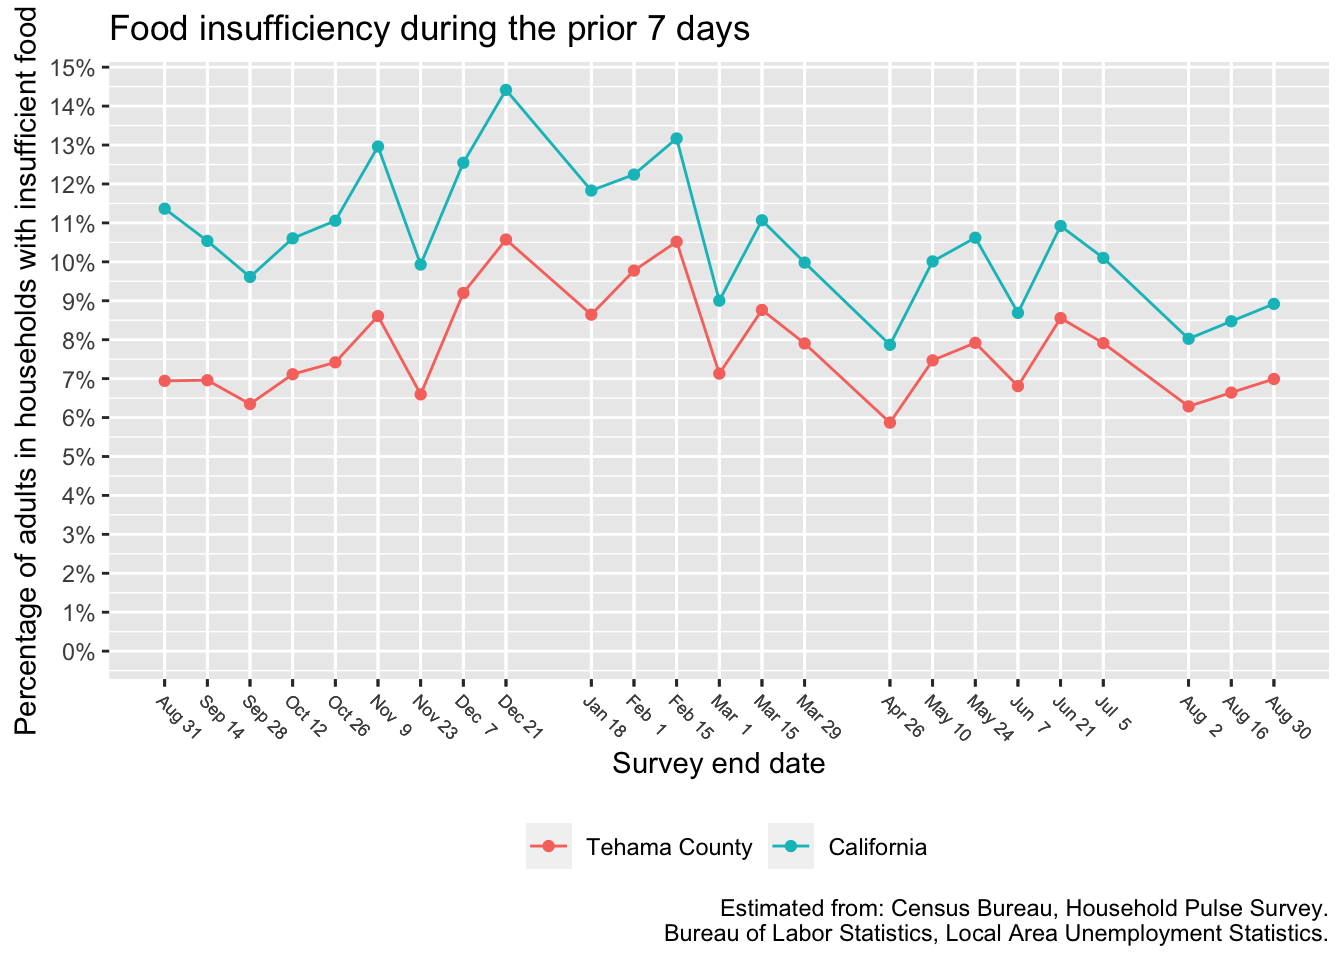 Food insufficiency during the prior 7 days
Percentage of adults in households with insufficient food
15%
14%
13%
12%
11%
10%
9%
8%
7%
6%
5%
4%
3%
2%
1%
0%
Aug 31
Sep 14
Sep 28
Oct 12
Oct 26
Nov 9
Nov 23
Dec 7
Dec 21
Jan 18
Feb 1
Feb 15
Mar 1
Mar 15
Mar 29
Apr 26
May 10
May 24
Jun 7
Jun 21
Jul 5
Aug 2
Aug 16
Aug 30
Survey end date
Tehama County
California
Estimated from: Census Bureau, Household Pulse Survey.
Bureau of Labor Statistics, Local Area Unemployment Statistics.